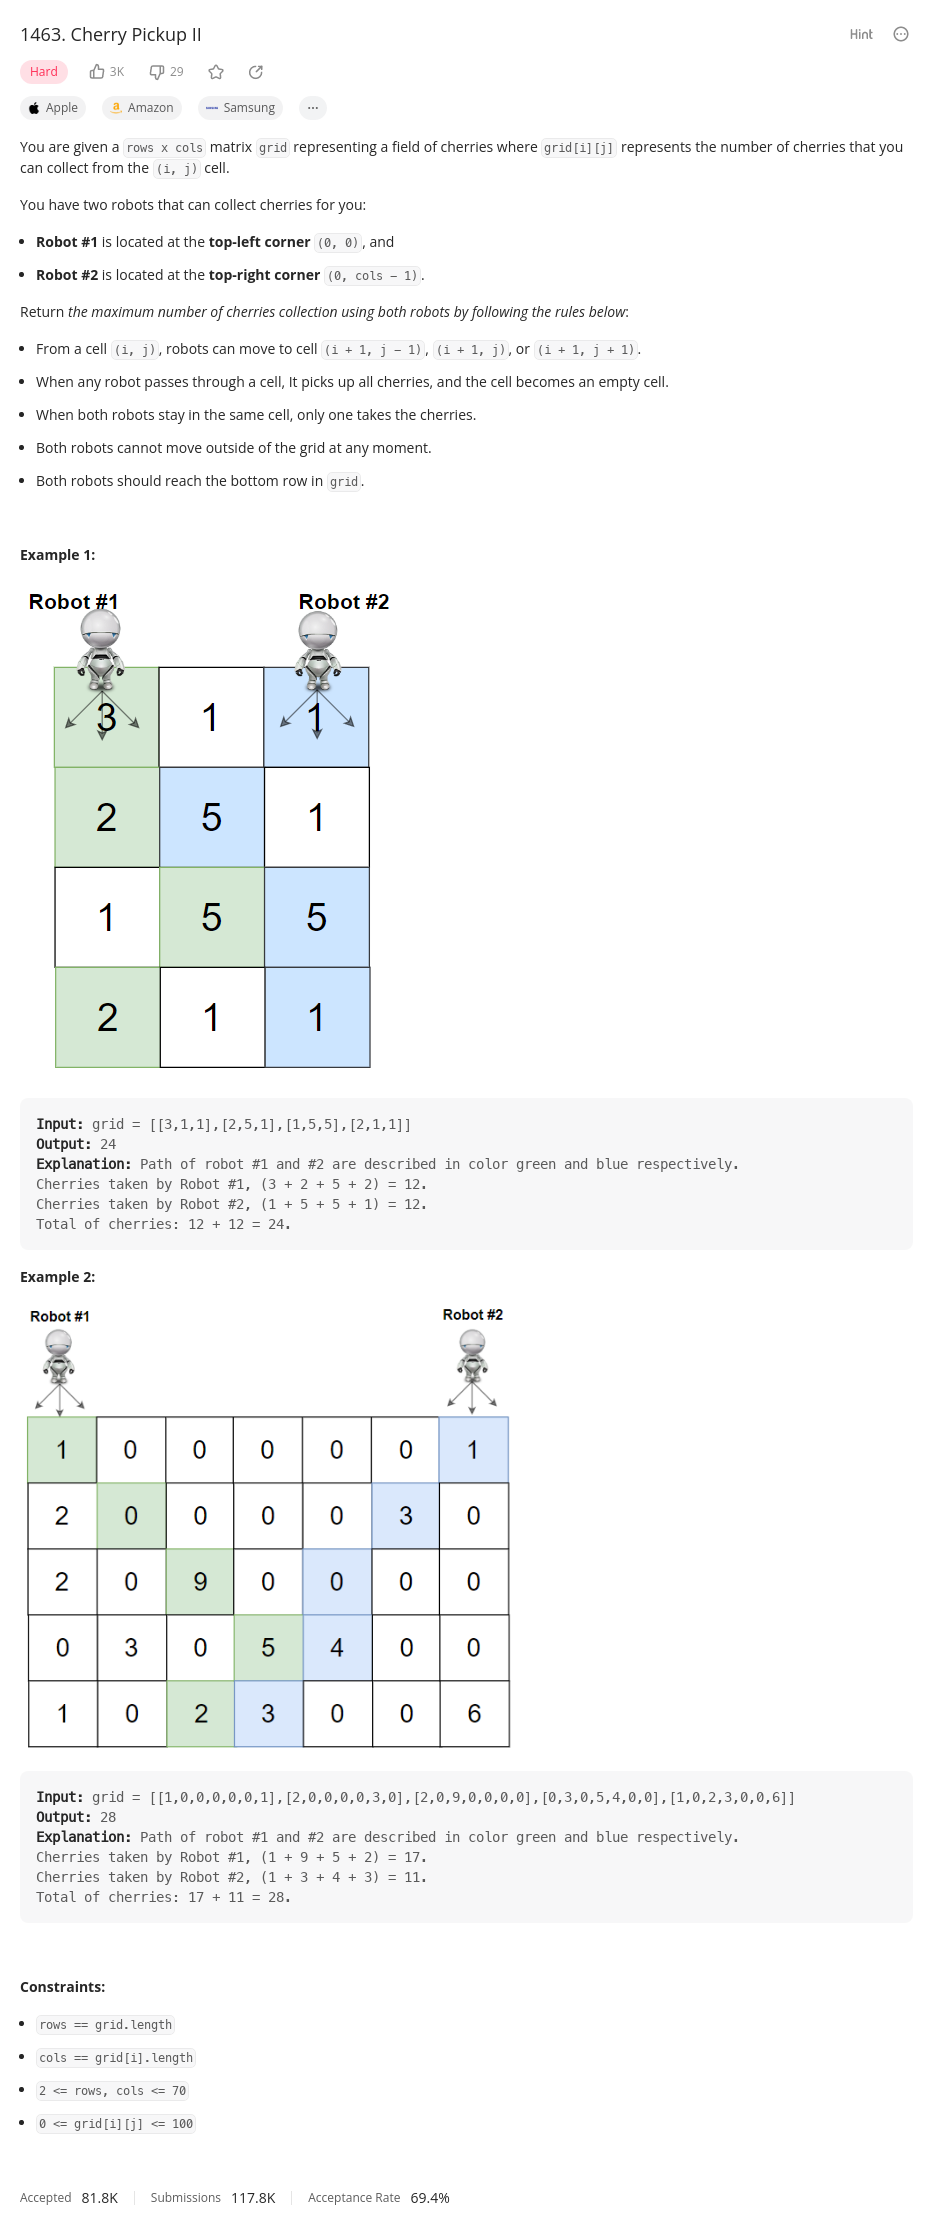 1463. Cherry Pickup II
Hint
Hard
3K
29
Apple
Amazon
Samsung
You are given a rows x cols matrix grid representing a field of cherries where grid[i][j] represents the number of cherries that you
can collect from the (i, j) cell.
You have two robots that can collect cherries for you:
• Robot #1 is located at the top-left corner (0, 0), and
• Robot #2 is located at the top-right corner (0, cols - 1).
Return the maximum number of cherries collection using both robots by following the rules below:
• From a cell (i, j), robots can move to cell (i + 1, j - 1), (i + 1, j), or (i + 1, j + 1).
• When any robot passes through a cell, It picks up all cherries, and the cell becomes an empty cell.
• When both robots stay in the same cell, only one takes the cherries.
• Both robots cannot move outside of the grid at any moment.
• Both robots should reach the bottom row in grid.
Example 1:
Robot #1 Robot #2
3 1 1
2 5 1
1 5 5
2 1 1
Input: grid = [[3,1,1],[2,5,1],[1,5,5],[2,1,1]]
Output: 24
Explanation: Path of robot #1 and #2 are described in color green and blue respectively.
Cherries taken by Robot #1, (3 + 2 + 5 + 2) = 12.
Cherries taken by Robot #2, (1 + 5 + 5 + 1) = 12.
Total of cherries: 12 + 12 = 24.
Example 2:
Robot #1 Robot #2
1 0 0 0 0 0 1
2 0 0 0 0 3 0
2 0 9 0 0 0 0
0 3 0 5 4 0 0
1 0 2 3 0 0 6
Input: grid = [[1,0,0,0,0,0,1],[2,0,0,0,0,3,0],[2,0,9,0,0,0,0],[0,3,0,5,4,0,0],[1,0,2,3,0,0,6]]
Output: 28
Explanation: Path of robot #1 and #2 are described in color green and blue respectively.
Cherries taken by Robot #1, (1 + 9 + 5 + 2) = 17.
Cherries taken by Robot #2, (1 + 3 + 4 + 3) = 11.
Total of cherries: 17 + 11 = 28.
Constraints:
• rows == grid.length
• cols == grid[i].length
• 2 <= rows, cols <= 70
• 0 <= grid[i][j] <= 100
Accepted 81.8K Submissions 117.8K Acceptance Rate 69.4%